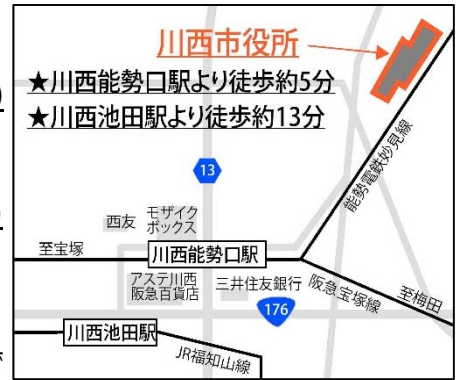 川西市役所
★川西能勢口駅より徒歩約5分
★川西池田駅より徒歩約13分
13
能勢電鉄妙見線
西友
モザイク
ボックス
至宝塚
川西能勢口駅
アステ川西
阪急百貨店
三井住友銀行
阪急宝塚線
至梅田
176
川西池田駅
JR福知山線